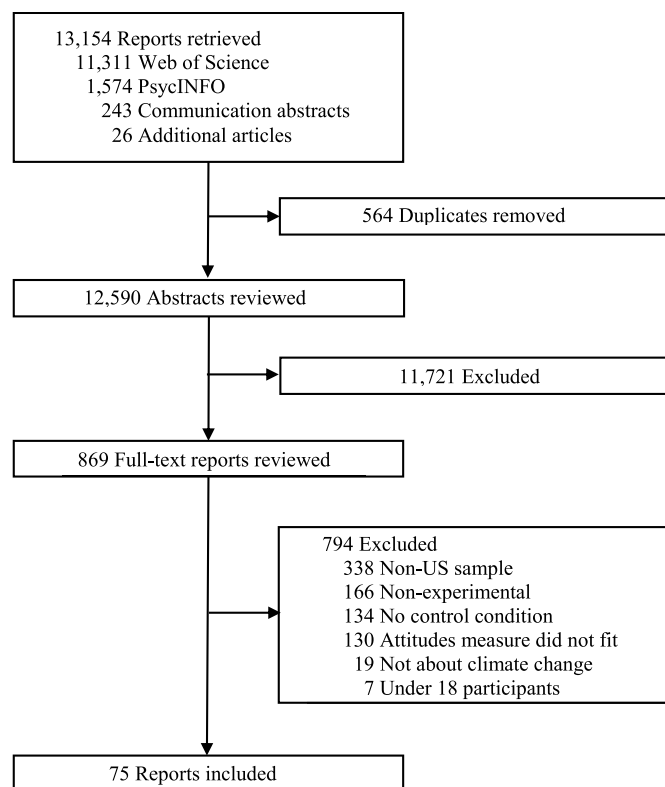 13,154 Reports retrieved
11,311 Web of Science
1,574 PsycINFO
243 Communication abstracts
26 Additional articles
564 Duplicates removed
12,590 Abstracts reviewed
11,721 Excluded
869 Full-text reports reviewed
794 Excluded
338 Non-US sample
166 Non-experimental
134 No control condition
130 Attitudes measure did not fit
19 Not about climate change
7 Under 18 participants
75 Reports included